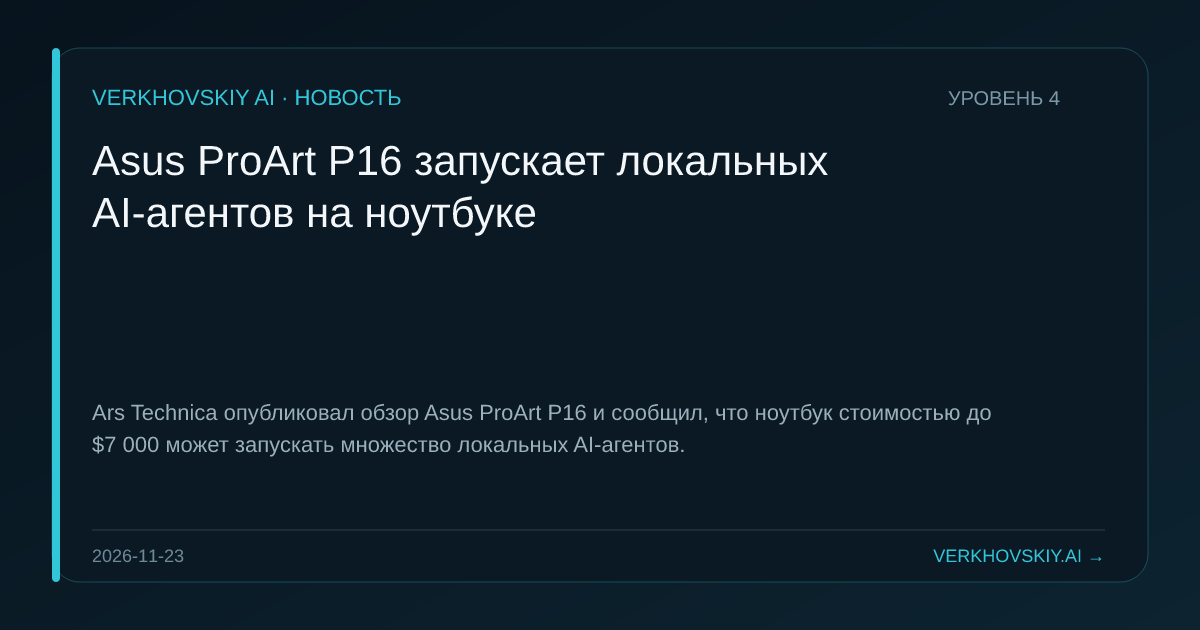 VERKHOVSKIY AI · НОВОСТЬ
УРОВЕНЬ 4
Asus ProArt P16 запускает локальных
AI-агентов на ноутбуке
Ars Technica опубликовал обзор Asus ProArt P16 и сообщил, что ноутбук стоимостью до
$7 000 может запускать множество локальных AI-агентов.
2026-11-23
VERKHOVSKIY.AI →